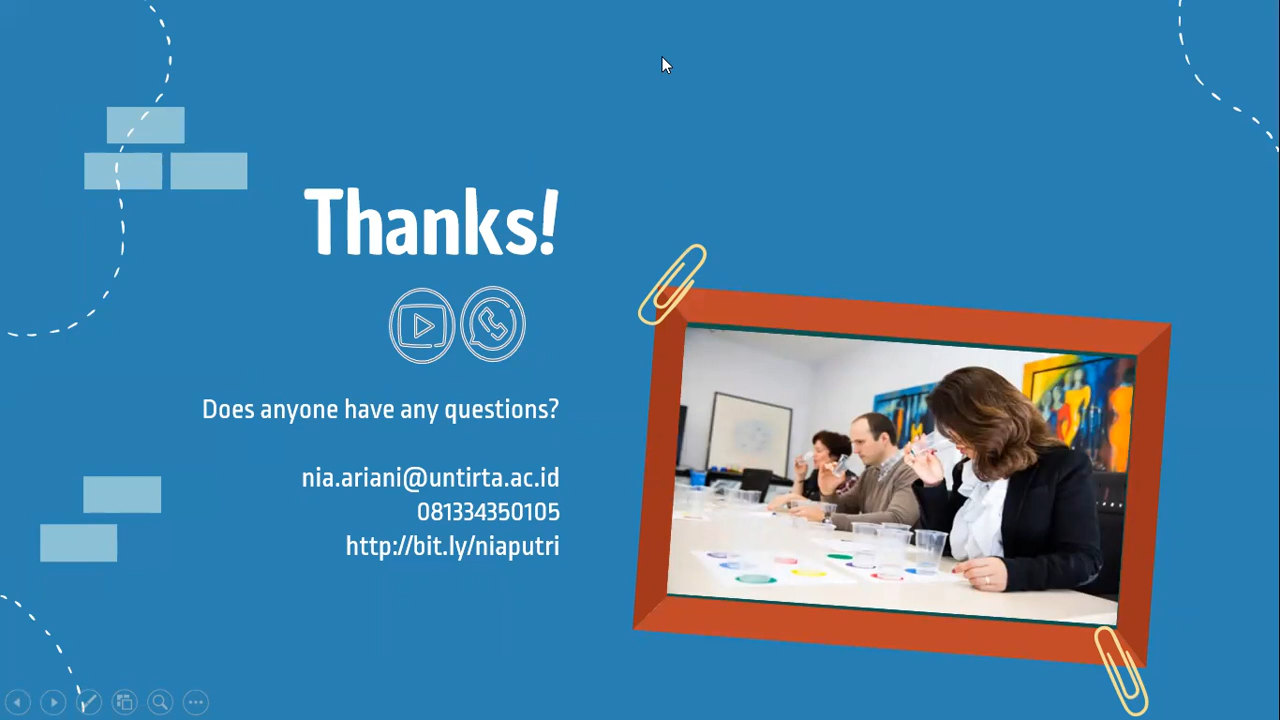 Thanks!
Does anyone have any questions?
nia.ariani@untirta.ac.id
081334350105
http://bit.ly/niaputri